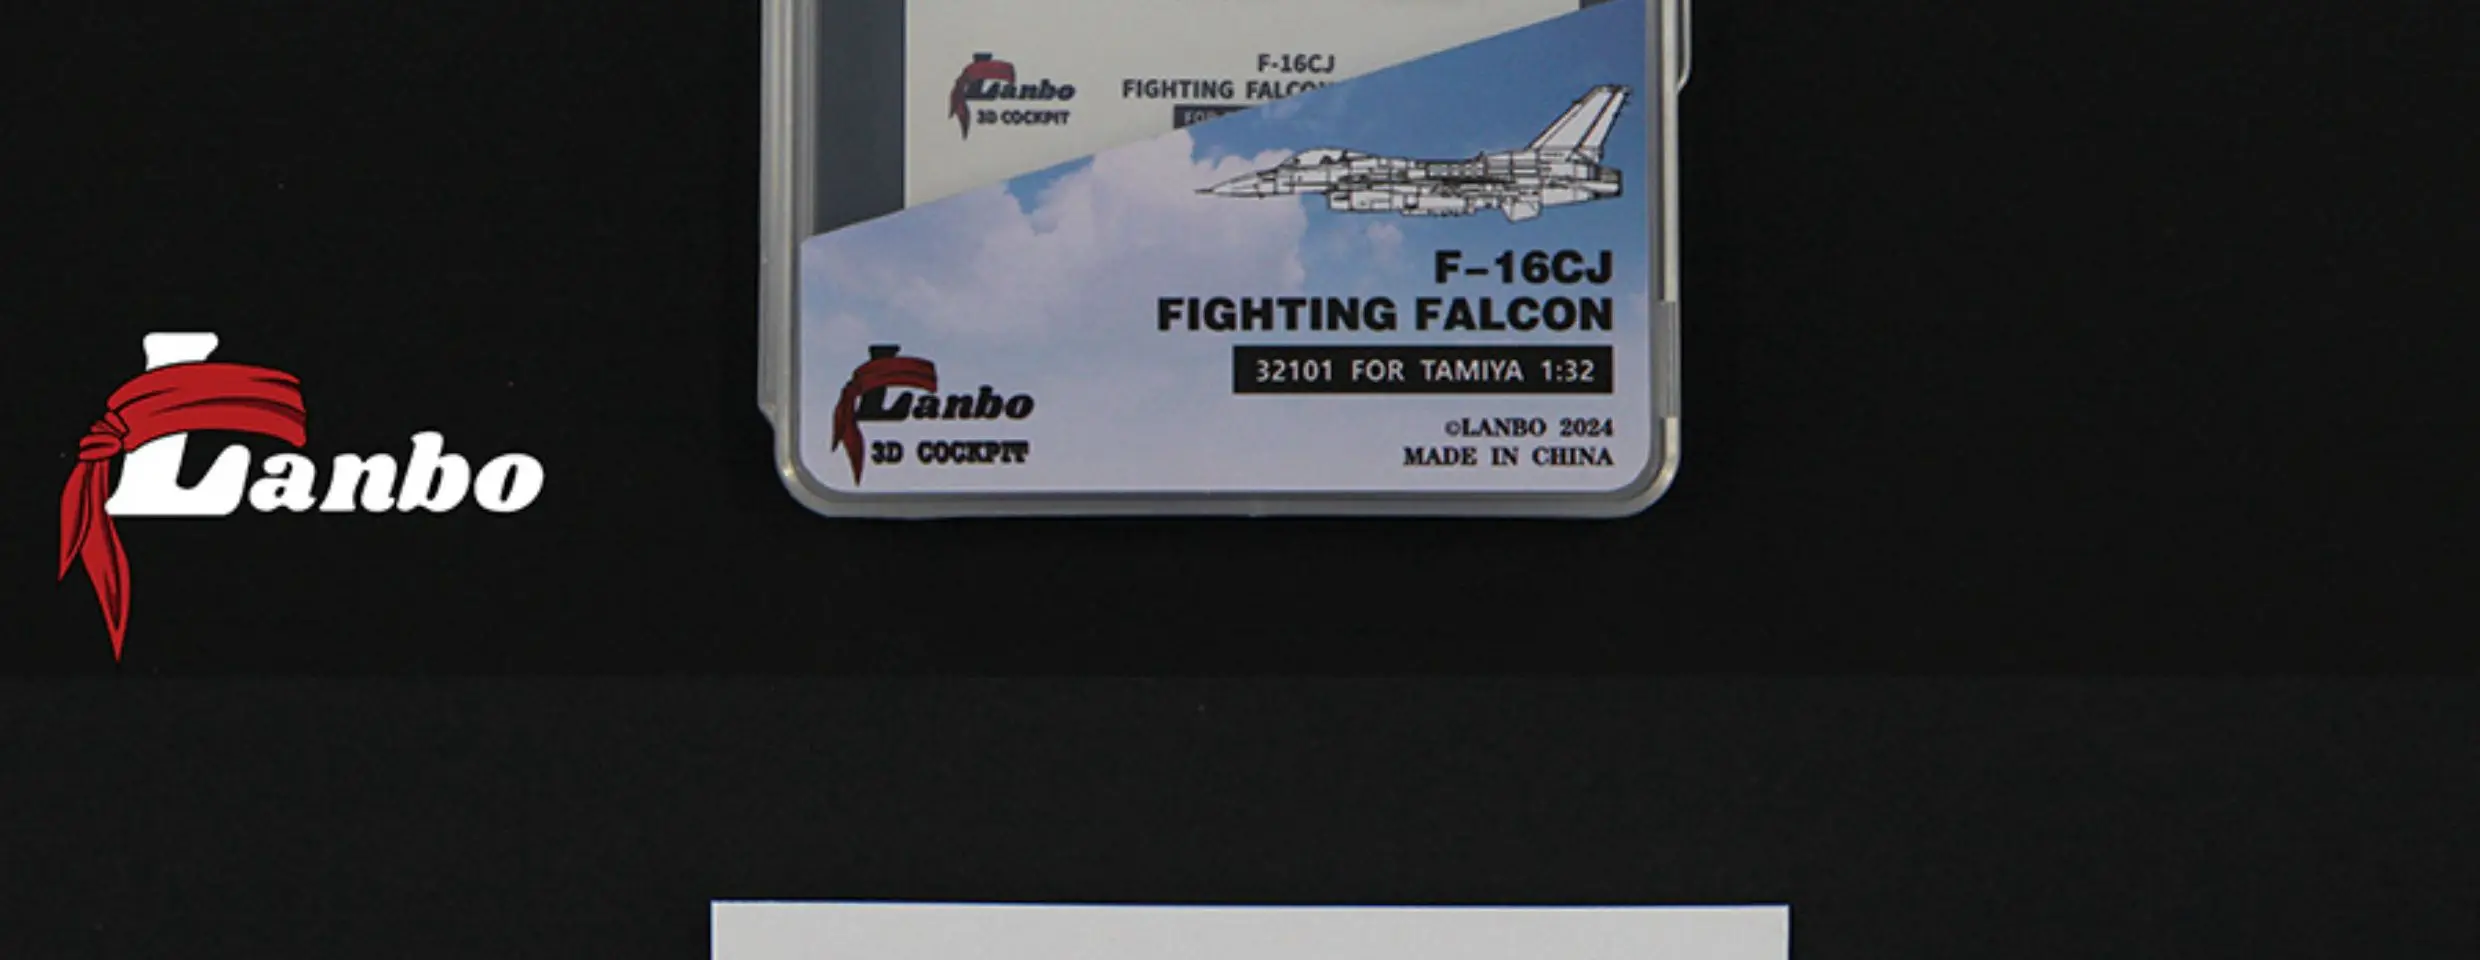 Lanbo
3D COCKPIT
F-16CJ
FIGHTING FALCON
FOR
F-16CJ
FIGHTING FALCON
32101 FOR TAMIYA 1:32
Lanbo
3D COCKPIT
©LANBO 2024
MADE IN CHINA
Lanbo